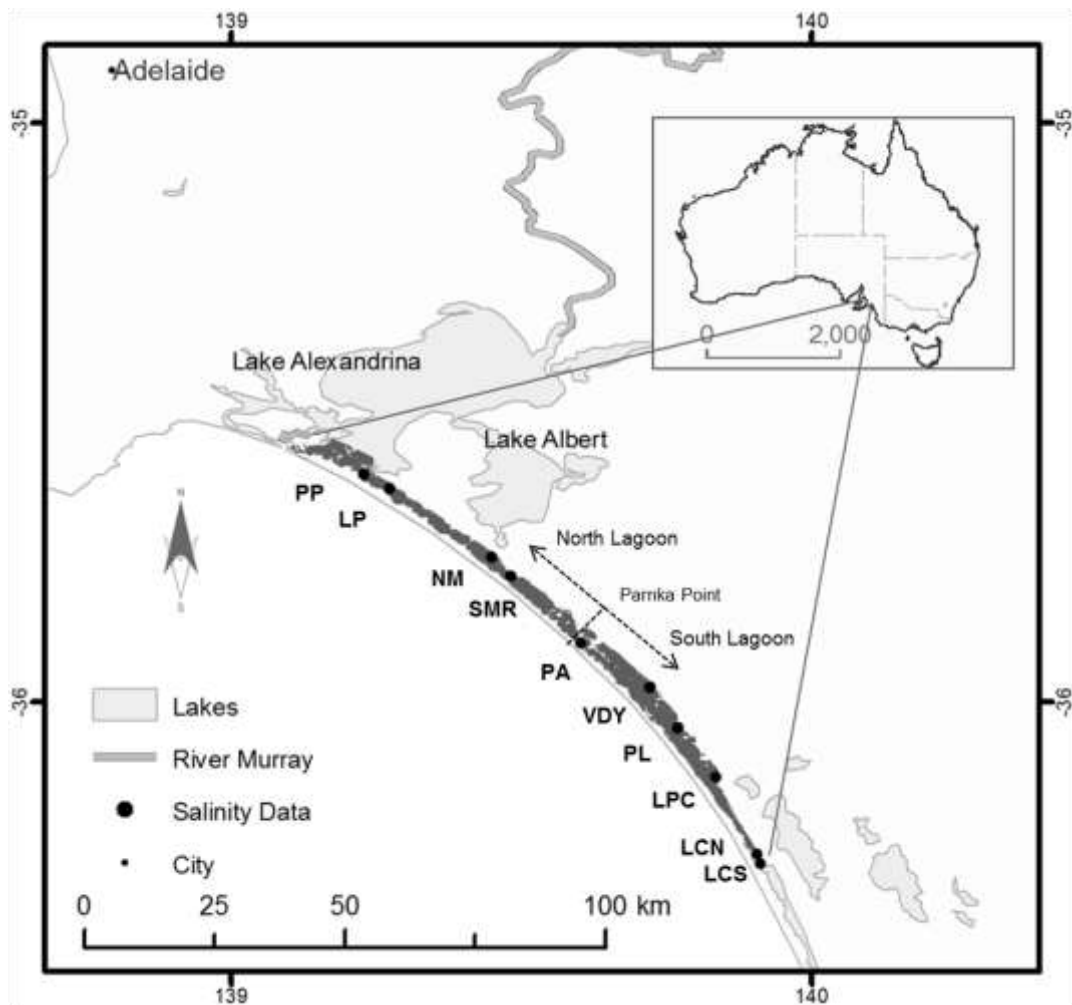 139
140
Adelaide
-35
-35
0
2,000
Lake Alexandrina
Lake Albert
PP
LP
North Lagoon
N
NM
Parrika Point
SMR
S
South Lagoon
PA
-36
-36
Lakes
VDY
River Murray
PL
LPC
Salinity Data
LCN
City
LCS
0
25
50
100 km
139
140